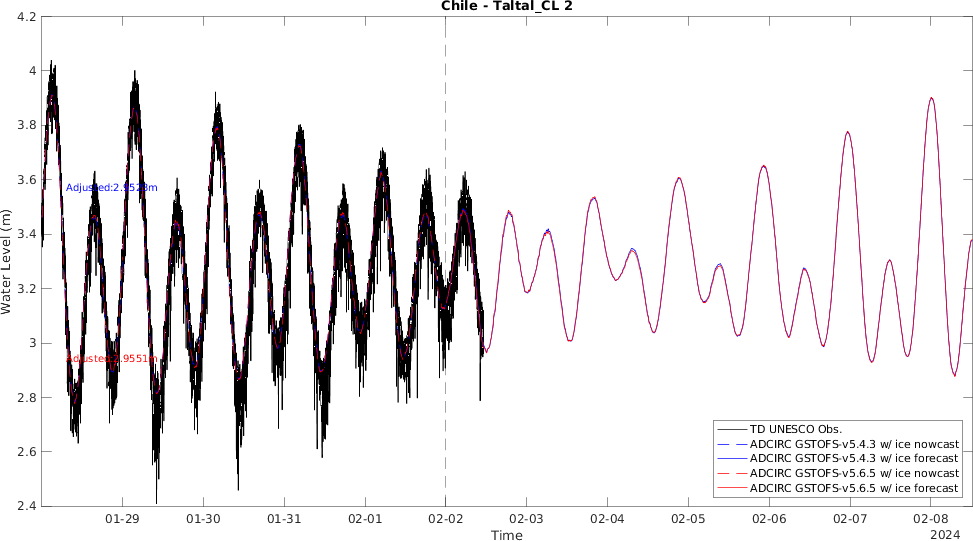 Chile - Taltal_CL 2
4.2
4
3.8
3.6
3.4
3.2
3
2.8
2.6
2.4
Water Level (m)
Adjusted:2.9528m
Adjusted:2.9551m
TD UNESCO Obs.
ADCIRC GSTOFS-v5.4.3 w/ ice nowcast
ADCIRC GSTOFS-v5.4.3 w/ ice forecast
ADCIRC GSTOFS-v5.6.5 w/ ice nowcast
ADCIRC GSTOFS-v5.6.5 w/ ice forecast
01-29 01-30 01-31 02-01 02-02 02-03 02-04 02-05 02-06 02-07 02-08
Time
2024